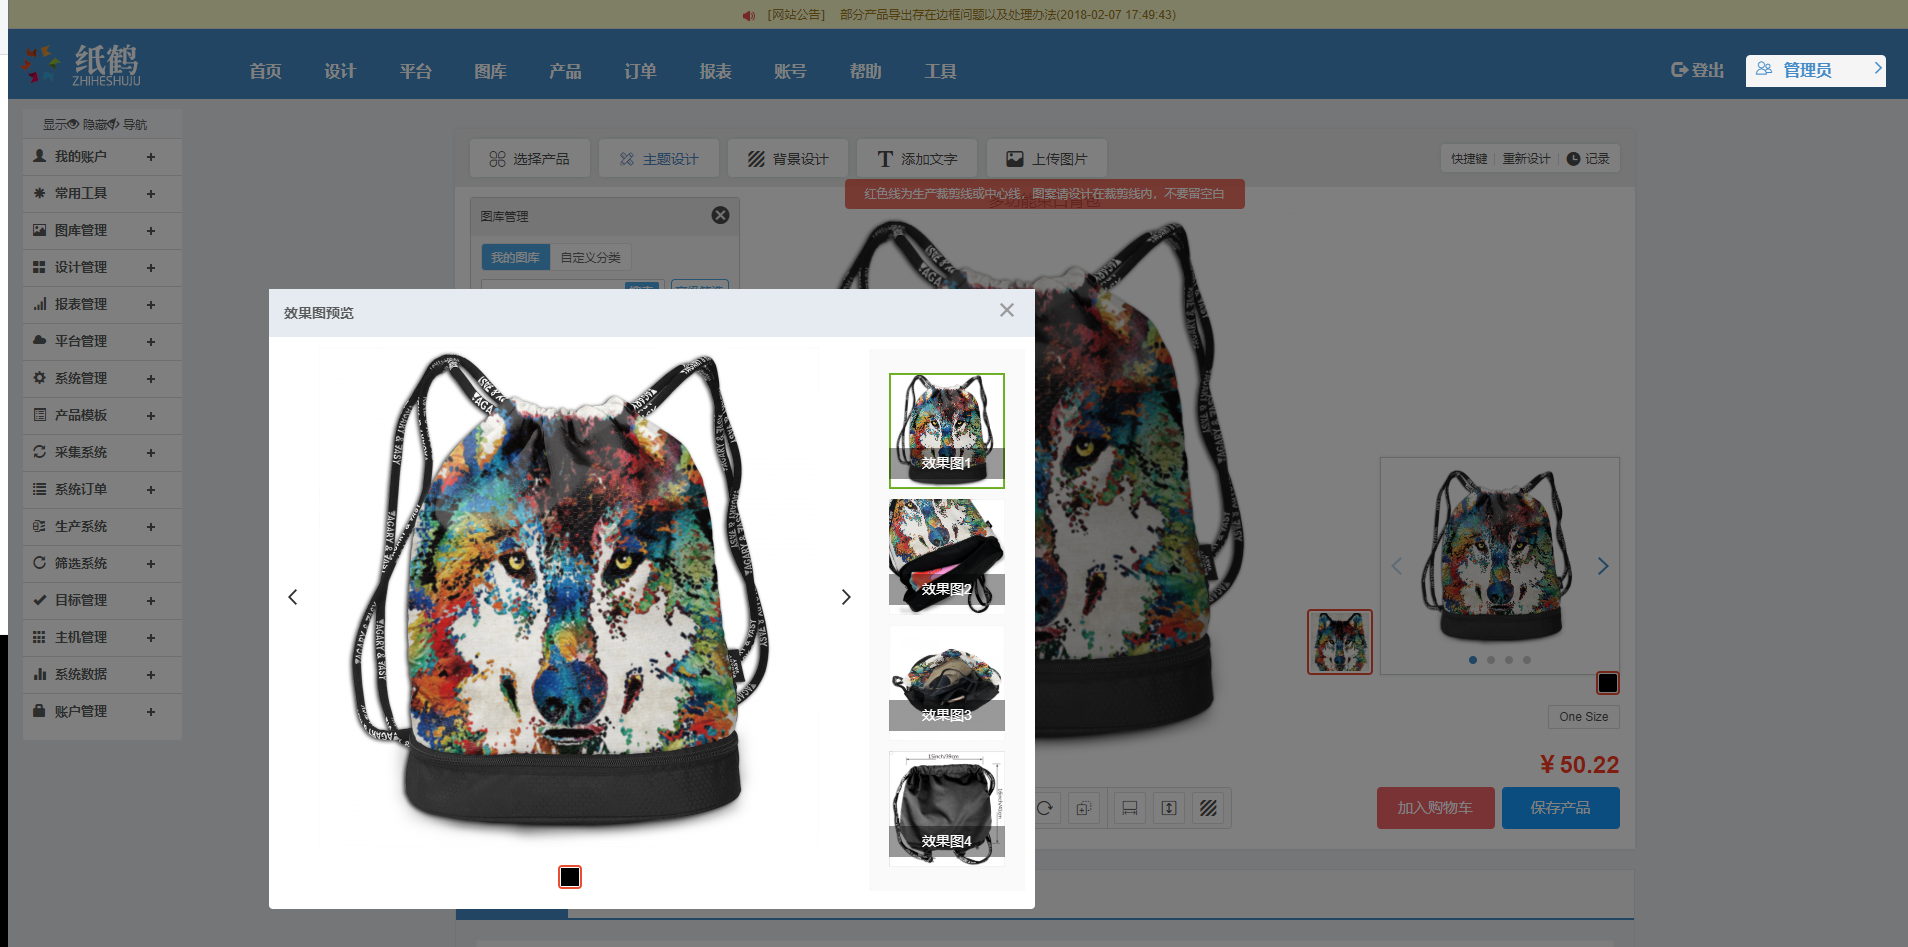 [网站公告] 部分产品导出存在边框问题以及处理办法(2018-02-07 17:49:43)
纸鹤
ZHIHESHUJU
首页 设计 平台 图库 产品 订单 报表 账号 帮助 工具
登出
管理员
显示 隐藏 导航
我的账户
常用工具
图库管理
设计管理
报表管理
平台管理
系统管理
产品模板
采集系统
系统订单
生产系统
筛选系统
目标管理
主机管理
系统数据
账户管理
选择产品 主题设计 背景设计 添加文字 上传图片
快捷键 重新设计 记录
红色线为生产裁剪线或中心线，图案请设计在裁剪线内，不要留空白
图库管理
我的图库 自定义分类
效果图预览
效果图1
效果图2
效果图3
15inch/38cm
效果图4
One Size
¥ 50.22
加入购物车 保存产品